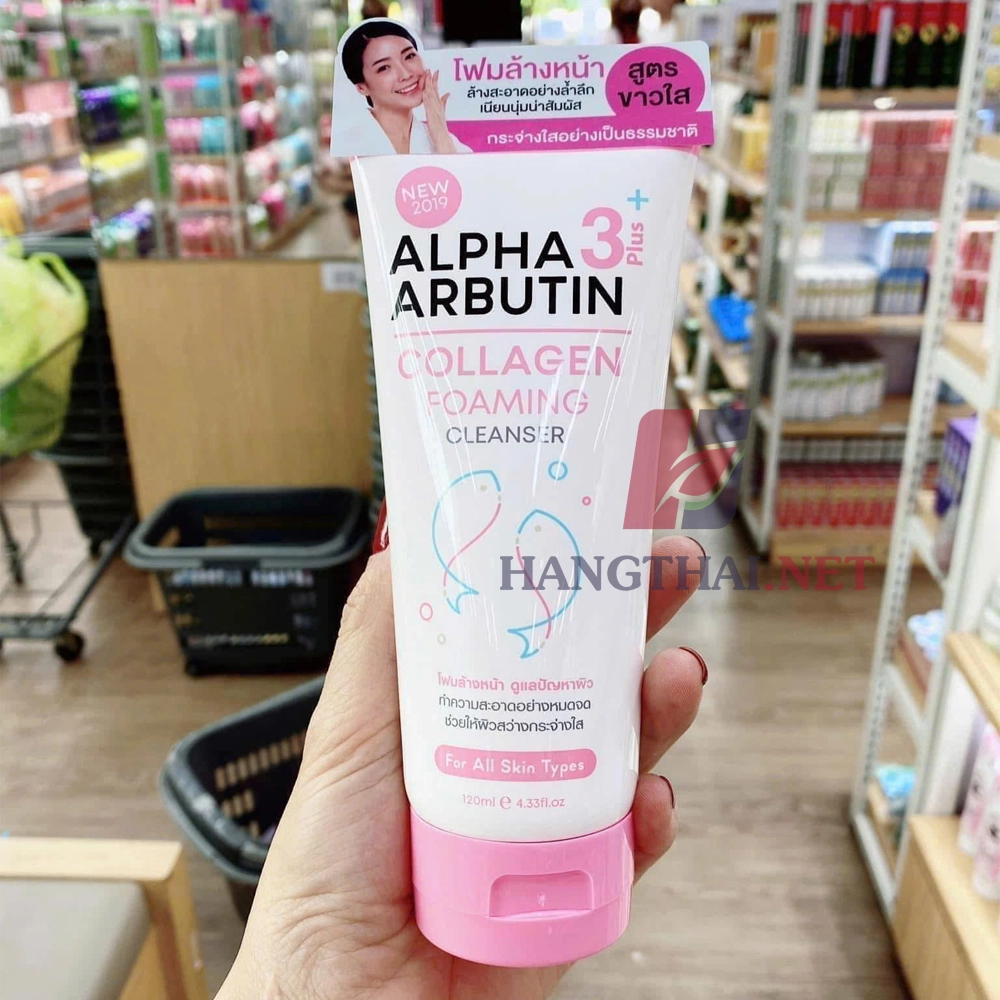 โฟมล้างหน้า
ล้างสะอาดอย่างล้ำลึก
เนียนนุ่มน่าสัมผัส
สูตร
ขาวใส
กระจ่างใสอย่างเป็นธรรมชาติ
NEW
2019
ALPHA 3 Plus+
ARBUTIN
COLLAGEN
FOAMING
CLEANSER
HANGTHAI.NET
โฟมล้างหน้า ดูแลปัญหาผิว
ทำความสะอาดอย่างหมดจด
ช่วยให้ผิวสว่างกระจ่างใส
For All Skin Types
120ml e 4.33fl.oz